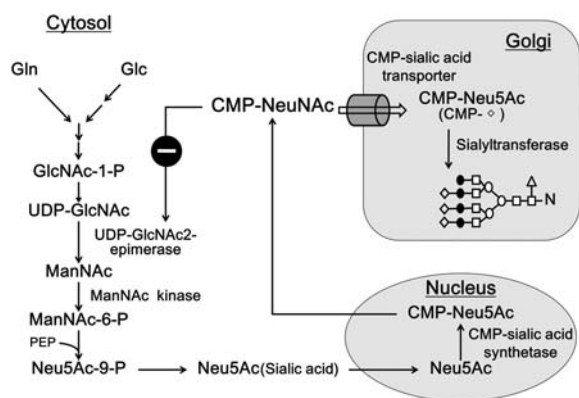 Cytosol
Gln
Glc
GlcNAc-1-P
UDP-GlcNAc
ManNAc
ManNAc kinase
ManNAc-6-P
PEP
Neu5Ac-9-P
Neu5Ac(Sialic acid)
CMP-NeuNAc
UDP-GlcNAc2-
epimerase
Golgi
CMP-sialic acid
transporter
CMP-Neu5Ac
(CMP-◇)
Sialyltransferase
N
Nucleus
CMP-Neu5Ac
CMP-sialic acid
synthetase
Neu5Ac